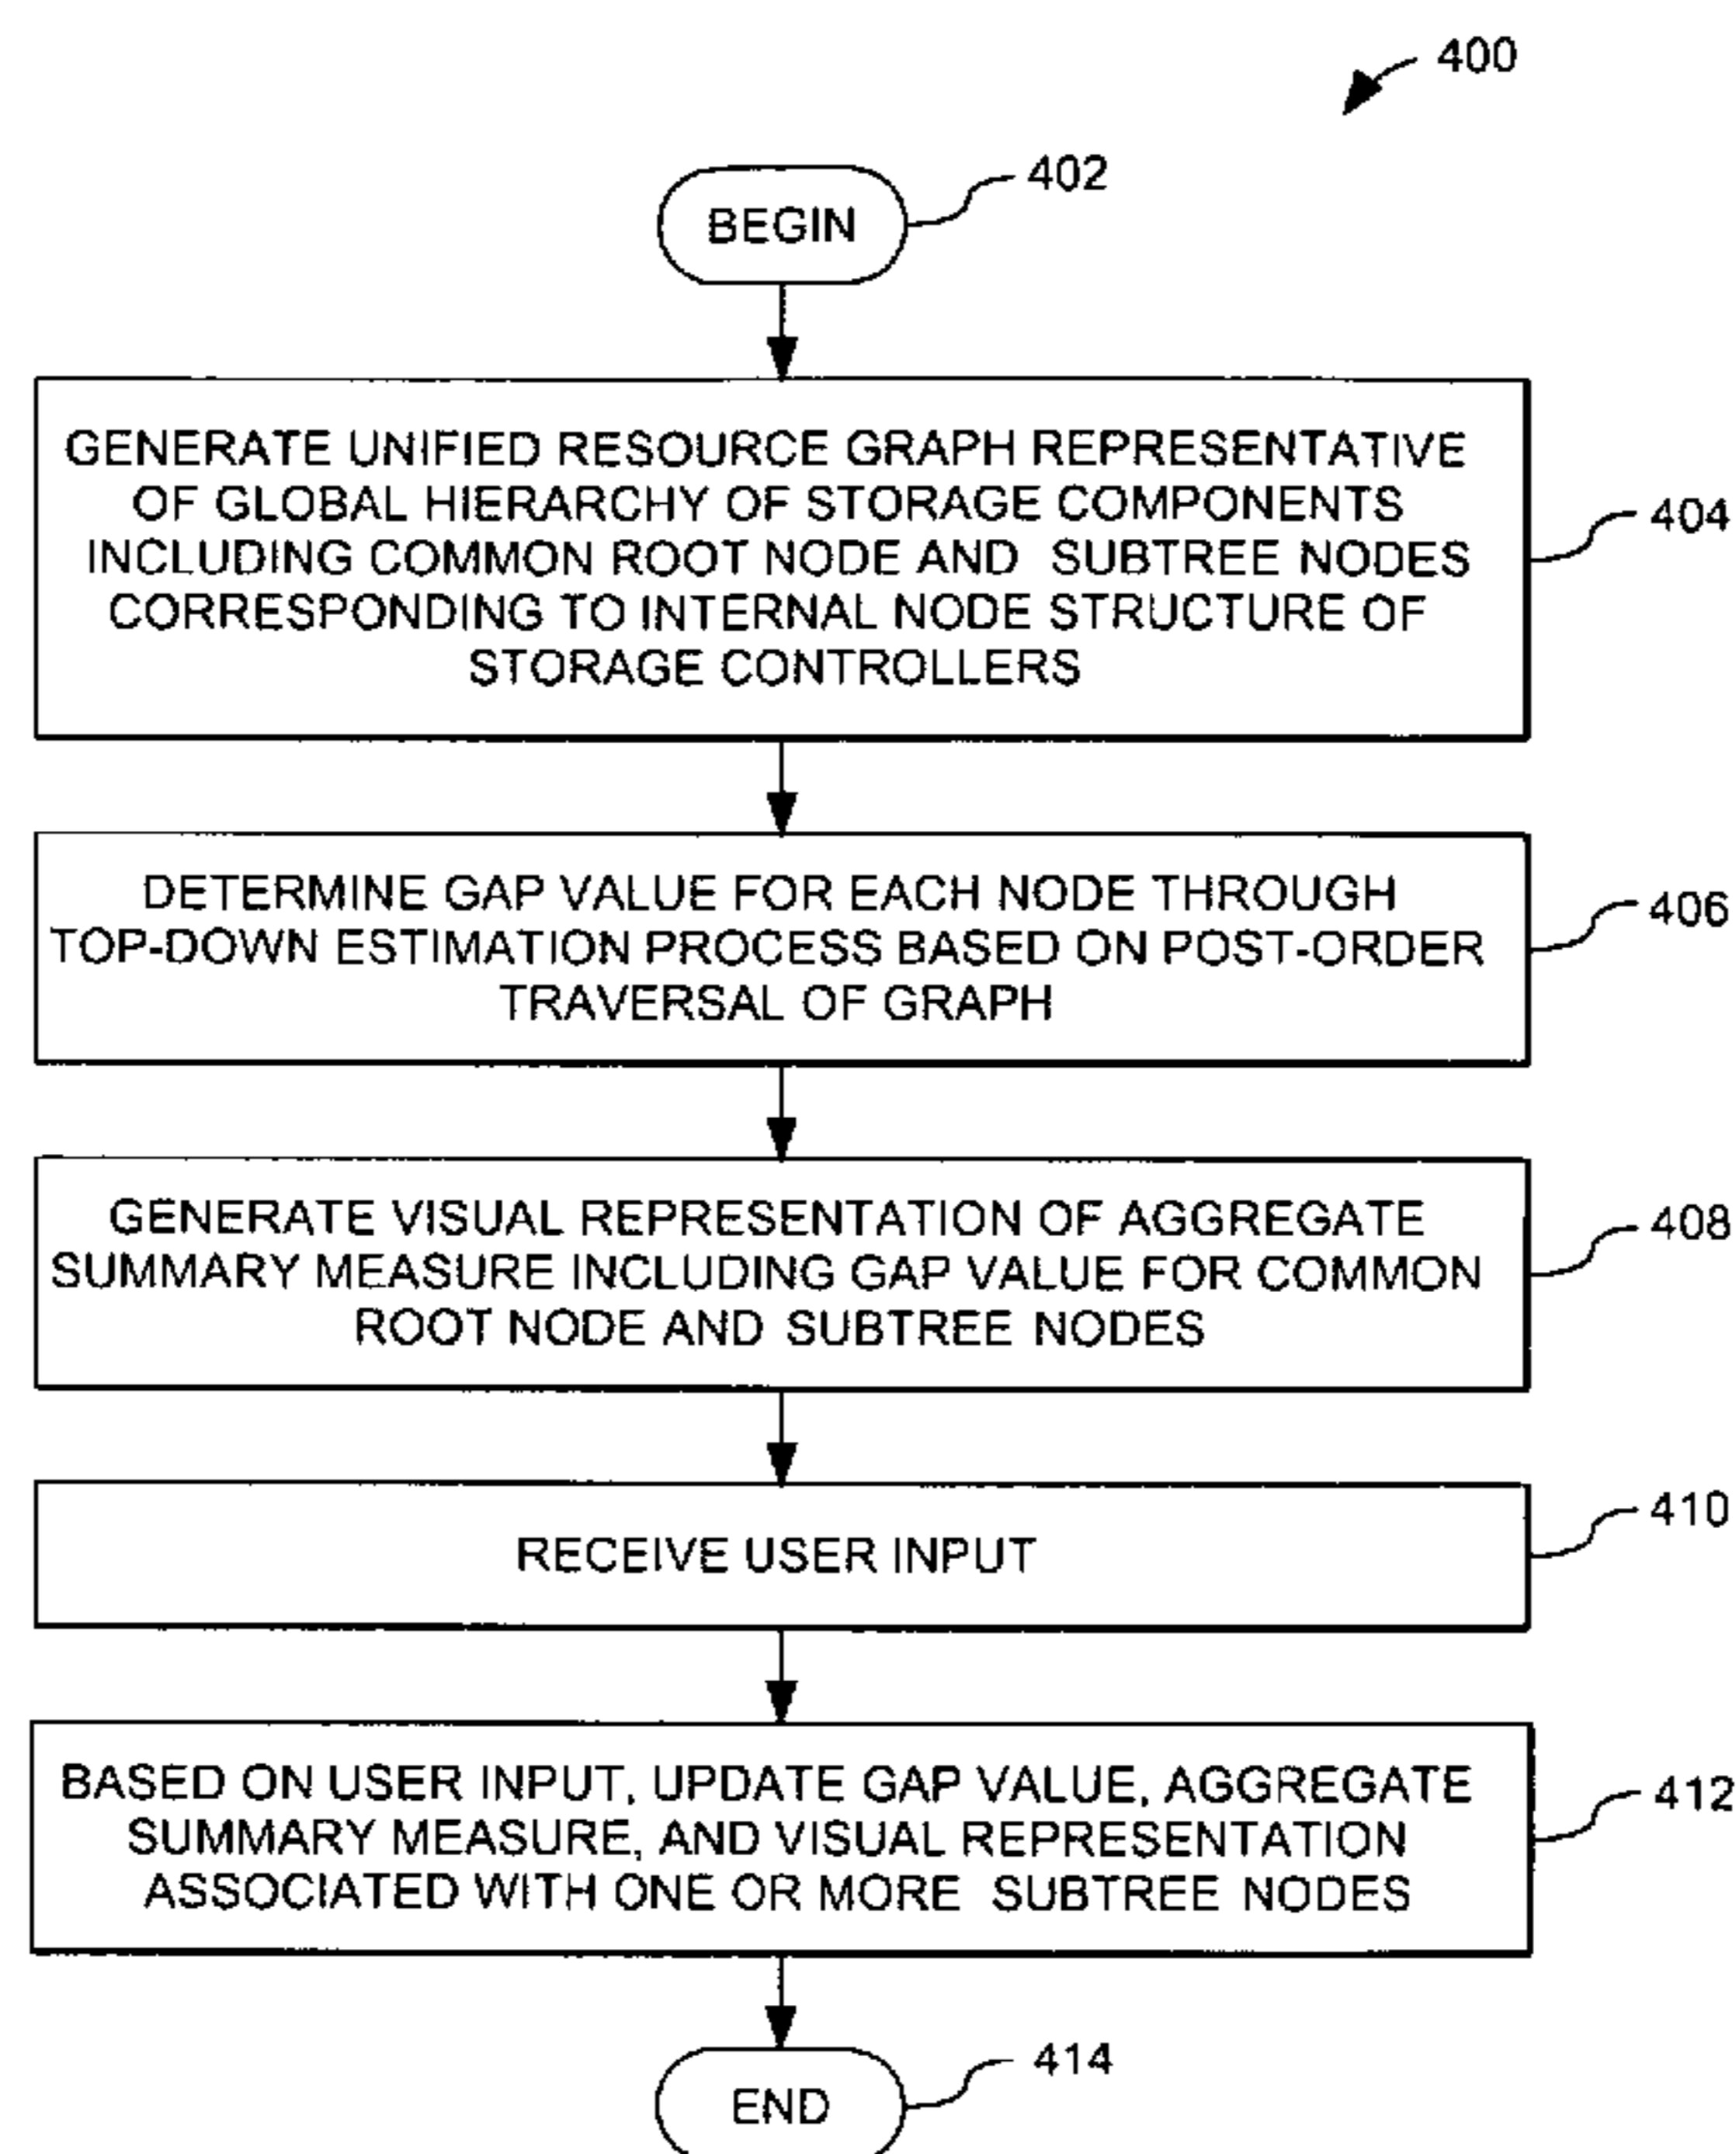 400
402
BEGIN
GENERATE UNIFIED RESOURCE GRAPH REPRESENTATIVE
OF GLOBAL HIERARCHY OF STORAGE COMPONENTS
INCLUDING COMMON ROOT NODE AND SUBTREE NODES
CORRESPONDING TO INTERNAL NODE STRUCTURE OF
STORAGE CONTROLLERS
404
DETERMINE GAP VALUE FOR EACH NODE THROUGH
TOP-DOWN ESTIMATION PROCESS BASED ON POST-ORDER
TRAVERSAL OF GRAPH
406
GENERATE VISUAL REPRESENTATION OF AGGREGATE
SUMMARY MEASURE INCLUDING GAP VALUE FOR COMMON
ROOT NODE AND SUBTREE NODES
408
RECEIVE USER INPUT
410
BASED ON USER INPUT, UPDATE GAP VALUE, AGGREGATE
SUMMARY MEASURE, AND VISUAL REPRESENTATION
ASSOCIATED WITH ONE OR MORE SUBTREE NODES
412
414
END